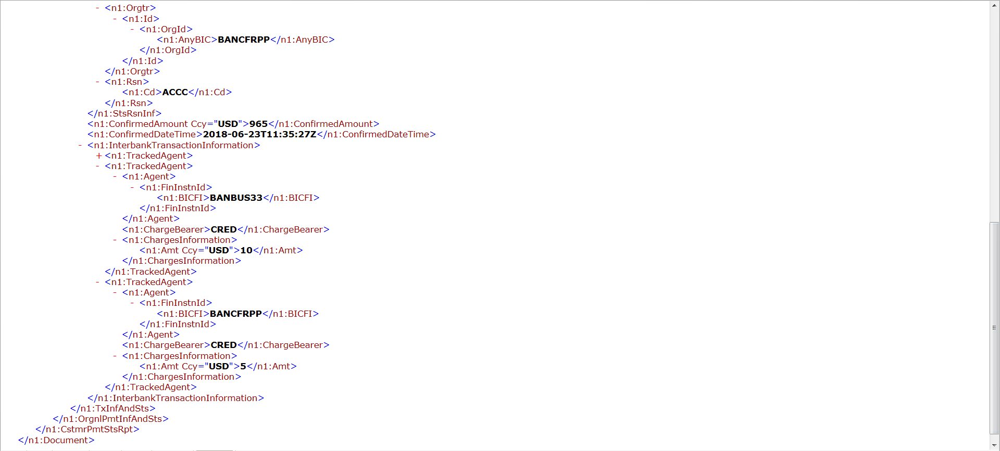 - <n1:Orgtr>
- <n1:Id>
- <n1:OrgId>
<n1:AnyBIC>BANCFRPP</n1:AnyBIC>
</n1:OrgId>
</n1:Id>
</n1:Orgtr>
- <n1:Rsn>
<n1:Cd>ACCC</n1:Cd>
</n1:Rsn>
</n1:StsRsnInf>
<n1:ConfirmedAmount Ccy="USD">965</n1:ConfirmedAmount>
<n1:ConfirmedDateTime>2018-06-23T11:35:27Z</n1:ConfirmedDateTime>
- <n1:InterbankTransactionInformation>
+ <n1:TrackedAgent>
- <n1:TrackedAgent>
- <n1:Agent>
- <n1:FinInstnId>
<n1:BICFI>BANBUS33</n1:BICFI>
</n1:FinInstnId>
</n1:Agent>
<n1:ChargeBearer>CRED</n1:ChargeBearer>
- <n1:ChargesInformation>
<n1:Amt Ccy="USD">10</n1:Amt>
</n1:ChargesInformation>
</n1:TrackedAgent>
- <n1:TrackedAgent>
- <n1:Agent>
- <n1:FinInstnId>
<n1:BICFI>BANCFRPP</n1:BICFI>
</n1:FinInstnId>
</n1:Agent>
<n1:ChargeBearer>CRED</n1:ChargeBearer>
- <n1:ChargesInformation>
<n1:Amt Ccy="USD">5</n1:Amt>
</n1:ChargesInformation>
</n1:TrackedAgent>
</n1:InterbankTransactionInformation>
</n1:TxInfAndSts>
</n1:OrgnlPmtInfAndSts>
</n1:CstmrPmtStsRpt>
</n1:Document>